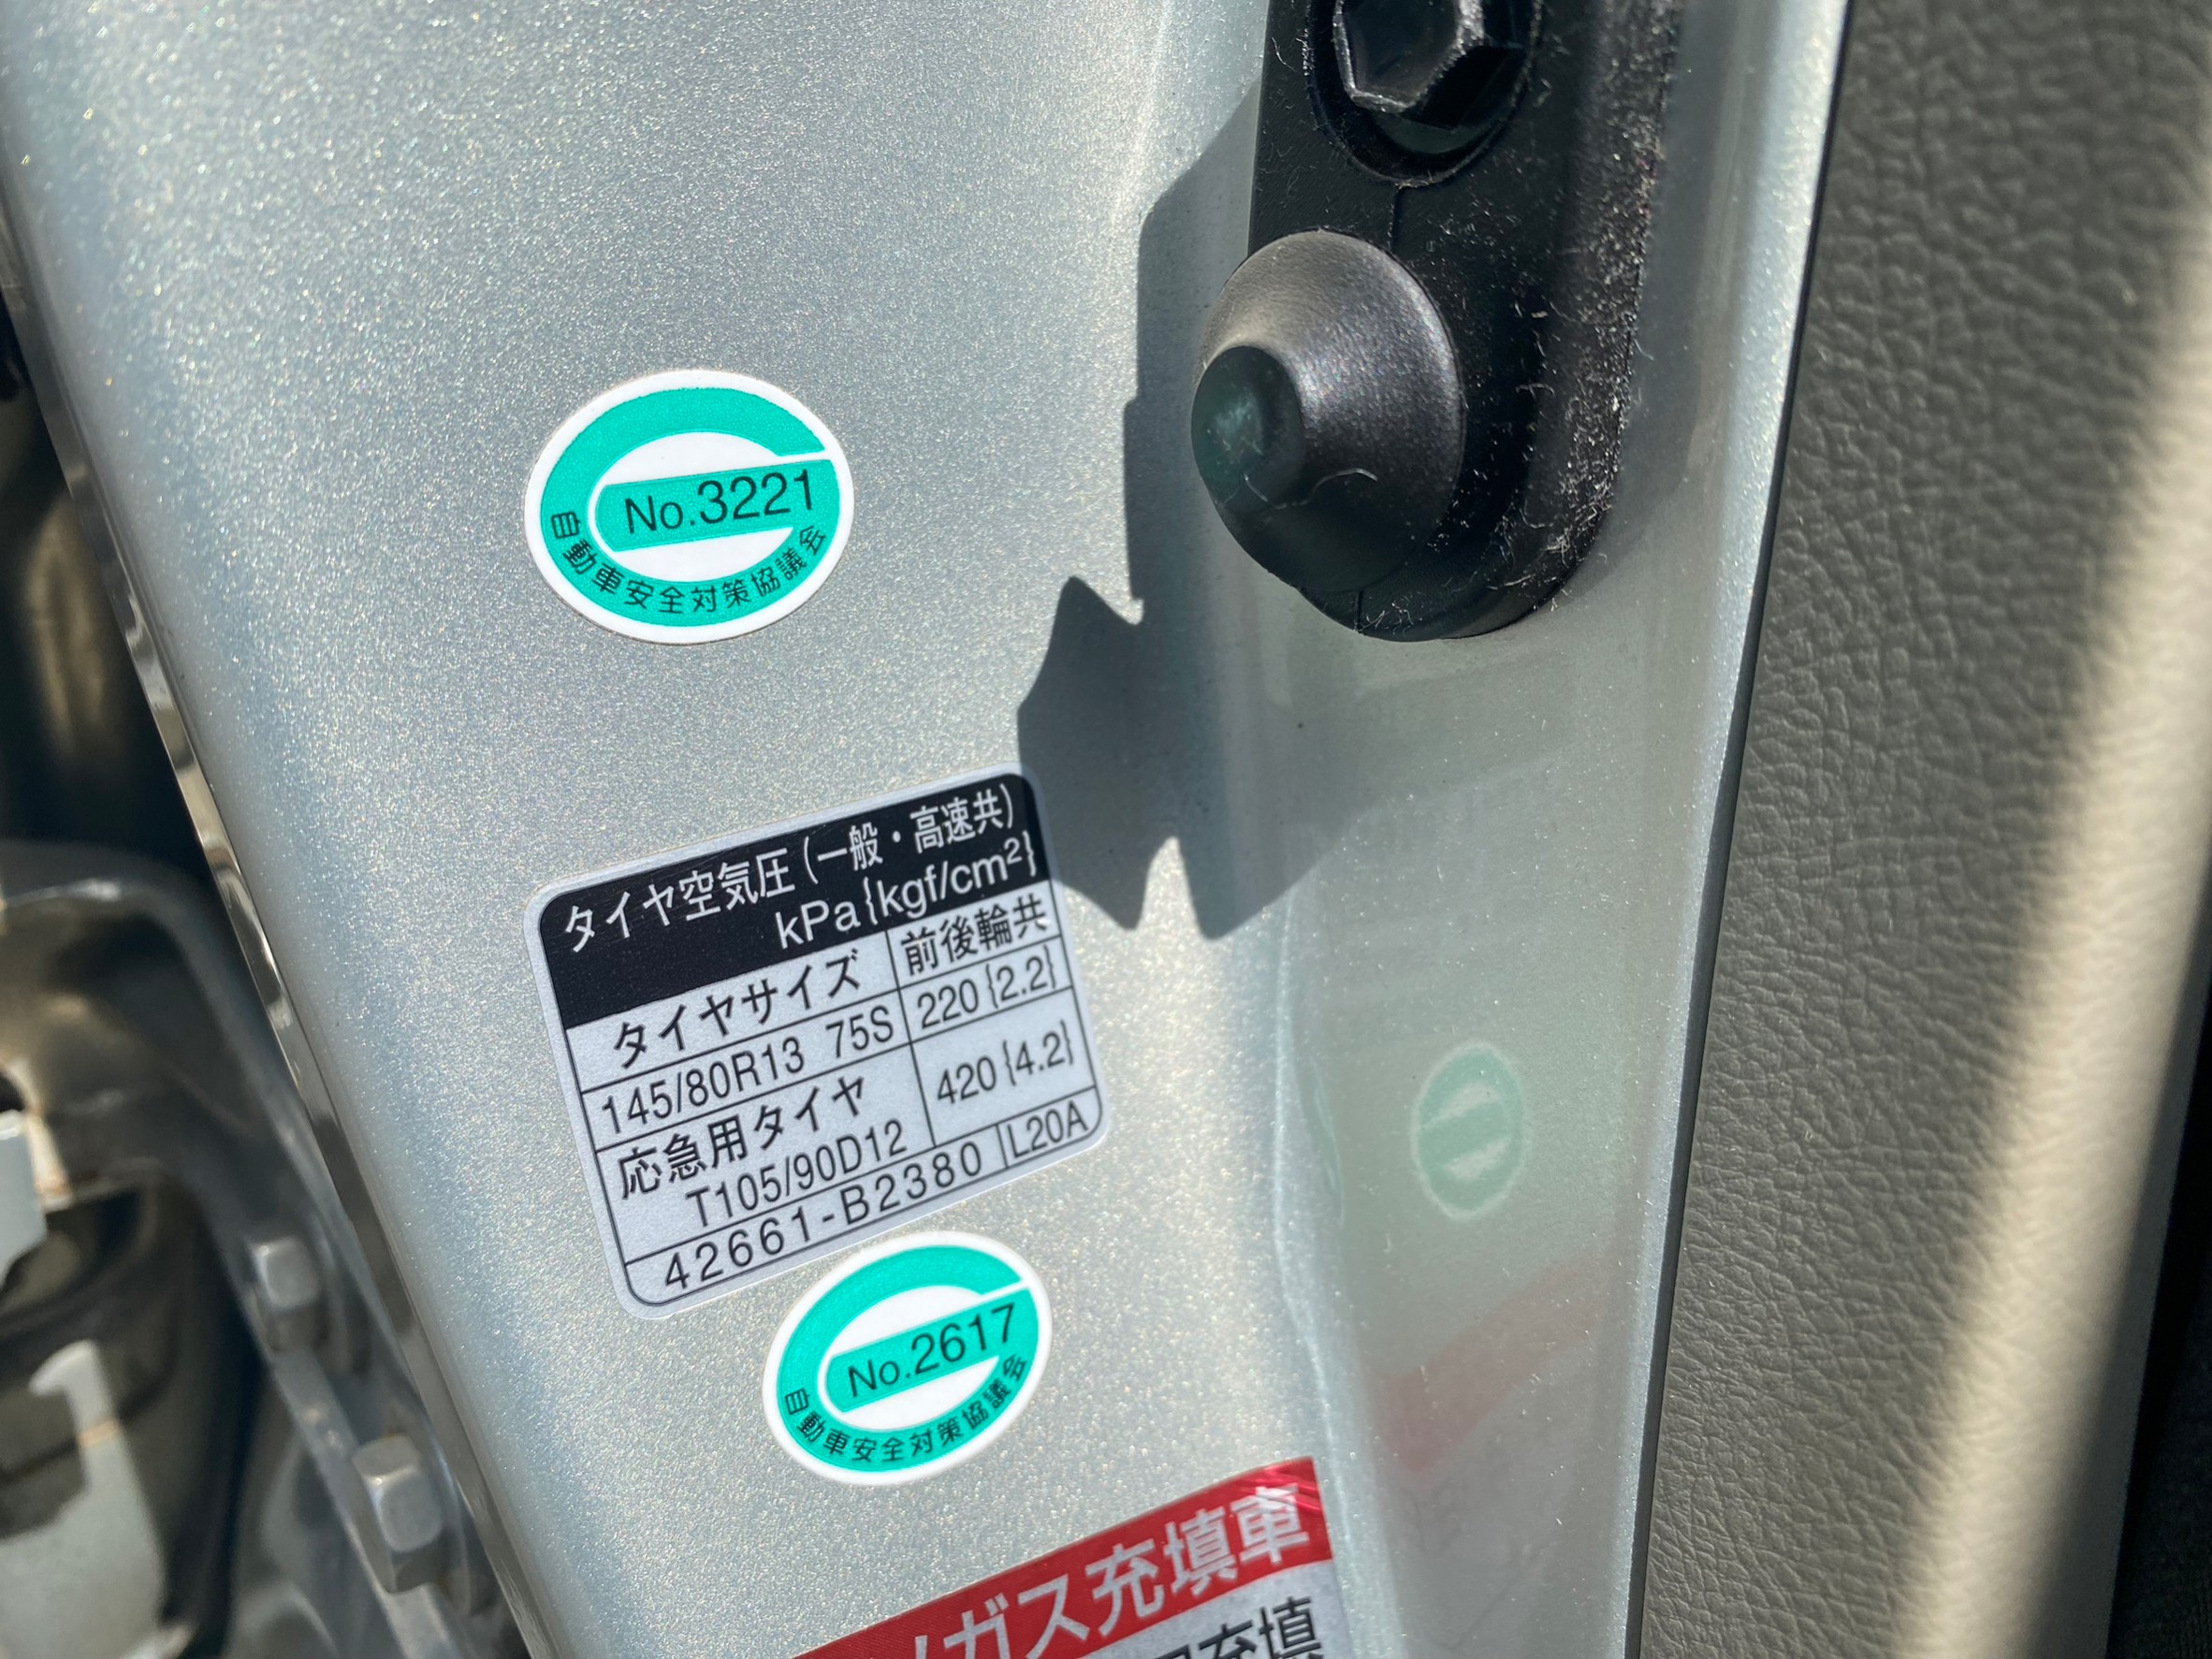 No.3221
自動車安全対策協議会
タイヤ空気圧(一般・高速共)
kPa{kgf/cm²}
タイヤサイズ 前後輪共
145/80R13 75S 220{2.2}
応急用タイヤ 420{4.2}
T105/90D12
42661-B2380 L20A
No.2617
自動車安全対策協議会
ガス充填車
充填